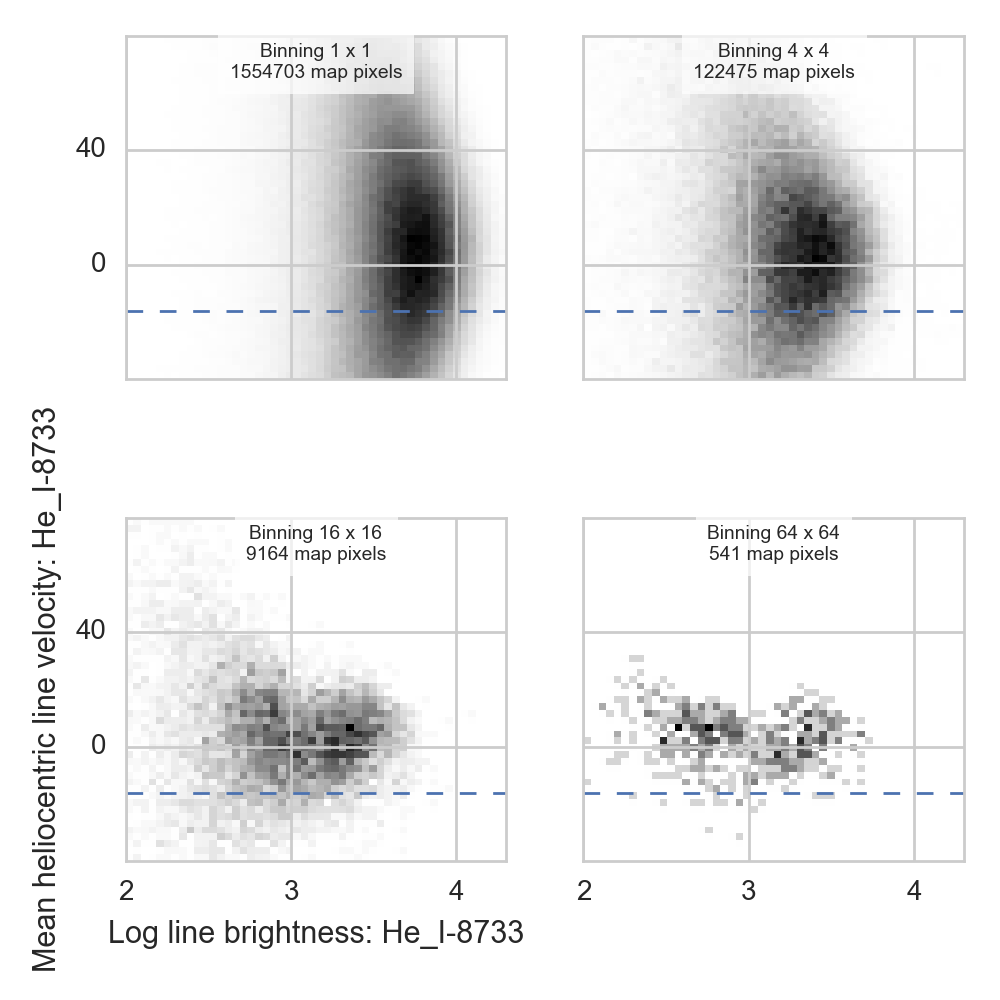 Binning 1 x 1
1554703 map pixels
Binning 4 x 4
122475 map pixels
40
0
Binning 16 x 16
9164 map pixels
Binning 64 x 64
541 map pixels
40
0
2
3
4
2
3
4
Log line brightness: He_I-8733
Mean heliocentric line velocity: He_I-8733